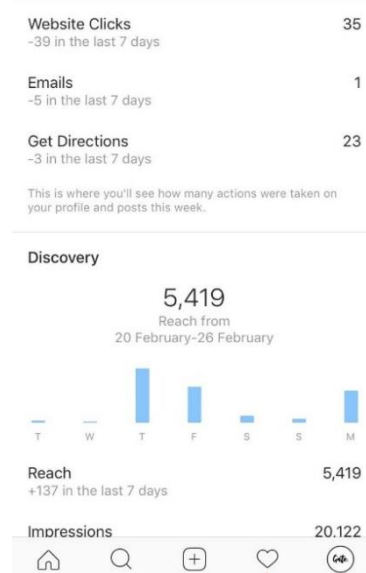 Website Clicks 35
-39 in the last 7 days
Emails 1
-5 in the last 7 days
Get Directions 23
-3 in the last 7 days
This is where you'll see how many actions were taken on
your profile and posts this week.
Discovery
5,419
Reach from
20 February-26 February
T W T F S S M
Reach 5,419
+137 in the last 7 days
Impressions 20,122
Gate